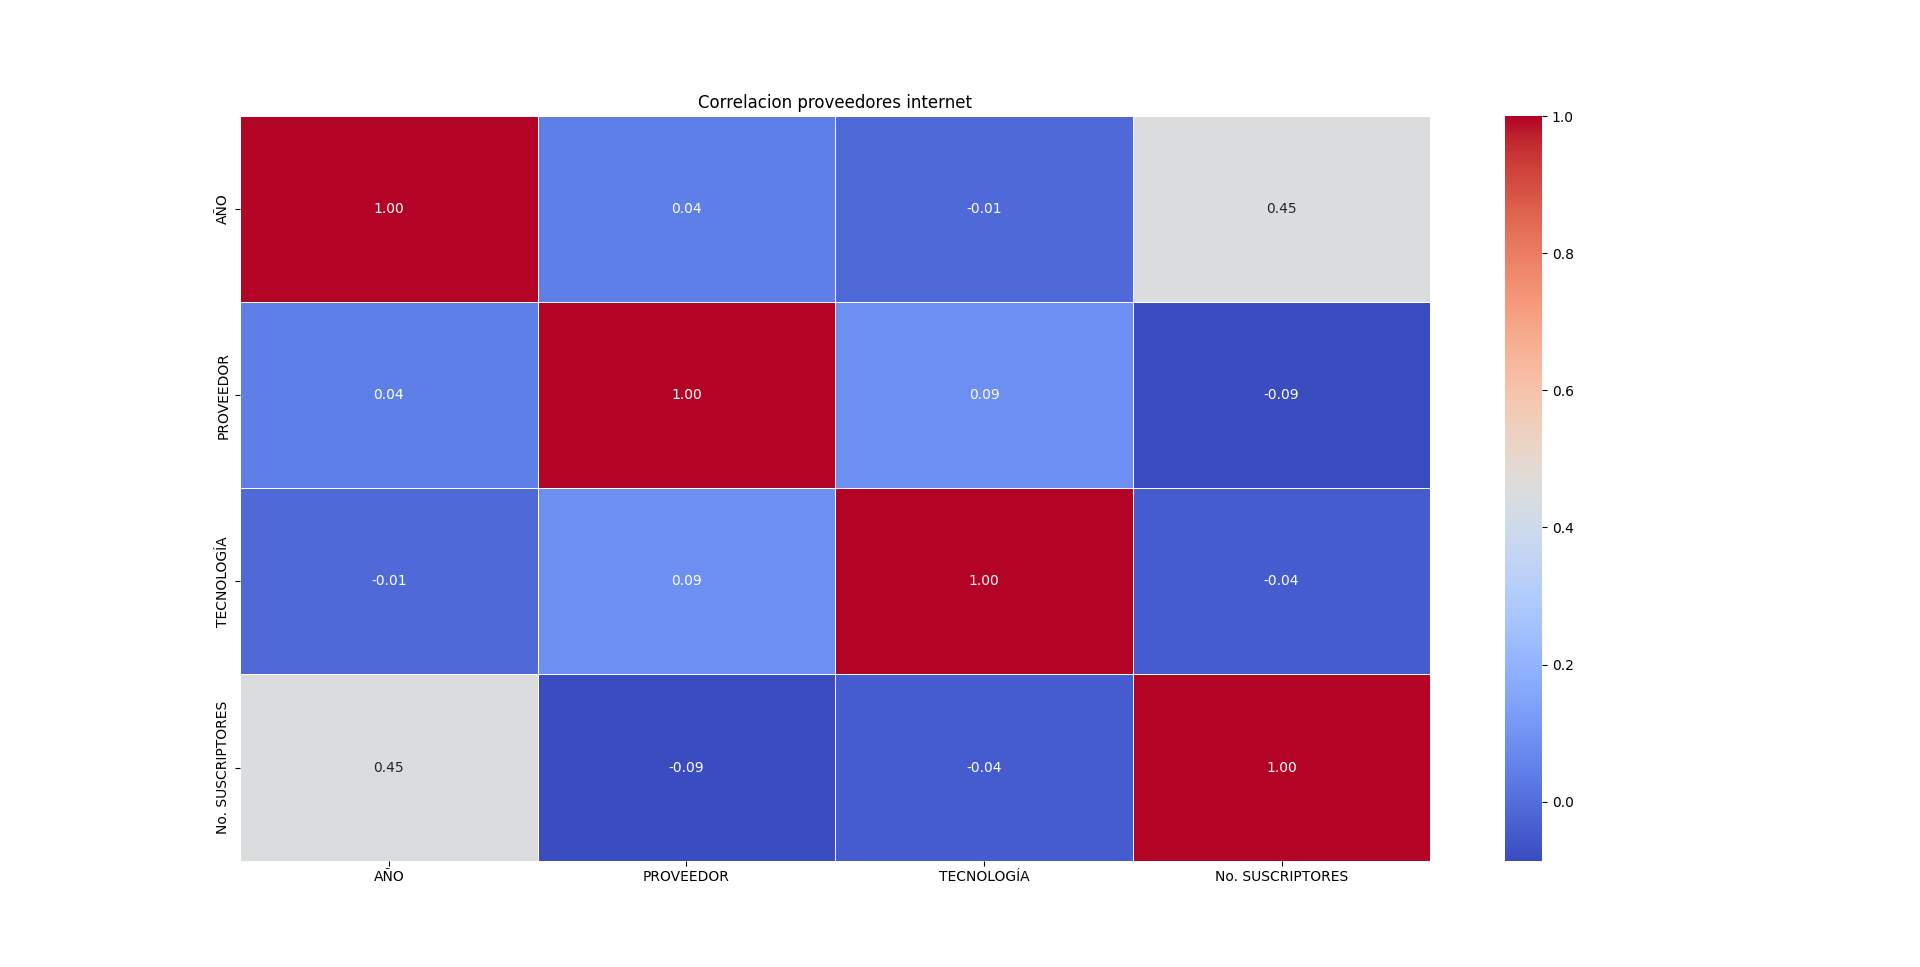 Correlacion proveedores internet
AÑO
1.00
0.04
-0.01
0.45
PROVEEDOR
0.04
1.00
0.09
-0.09
TECNOLOGÍA
-0.01
0.09
1.00
-0.04
No. SUSCRIPTORES
0.45
-0.09
-0.04
1.00
AÑO
PROVEEDOR
TECNOLOGÍA
No. SUSCRIPTORES
1.0
0.8
0.6
0.4
0.2
0.0